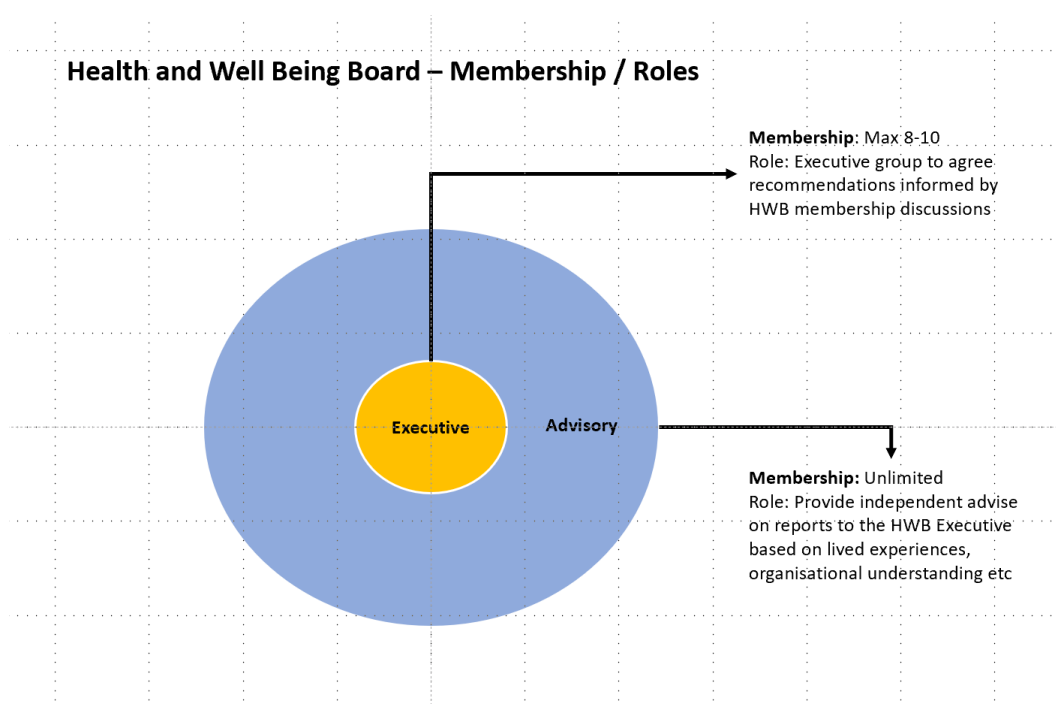 Health and Well Being Board – Membership / Roles
Membership: Max 8-10
Role: Executive group to agree
recommendations informed by
HWB membership discussions
Executive
Advisory
Membership: Unlimited
Role: Provide independent advise
on reports to the HWB Executive
based on lived experiences,
organisational understanding etc